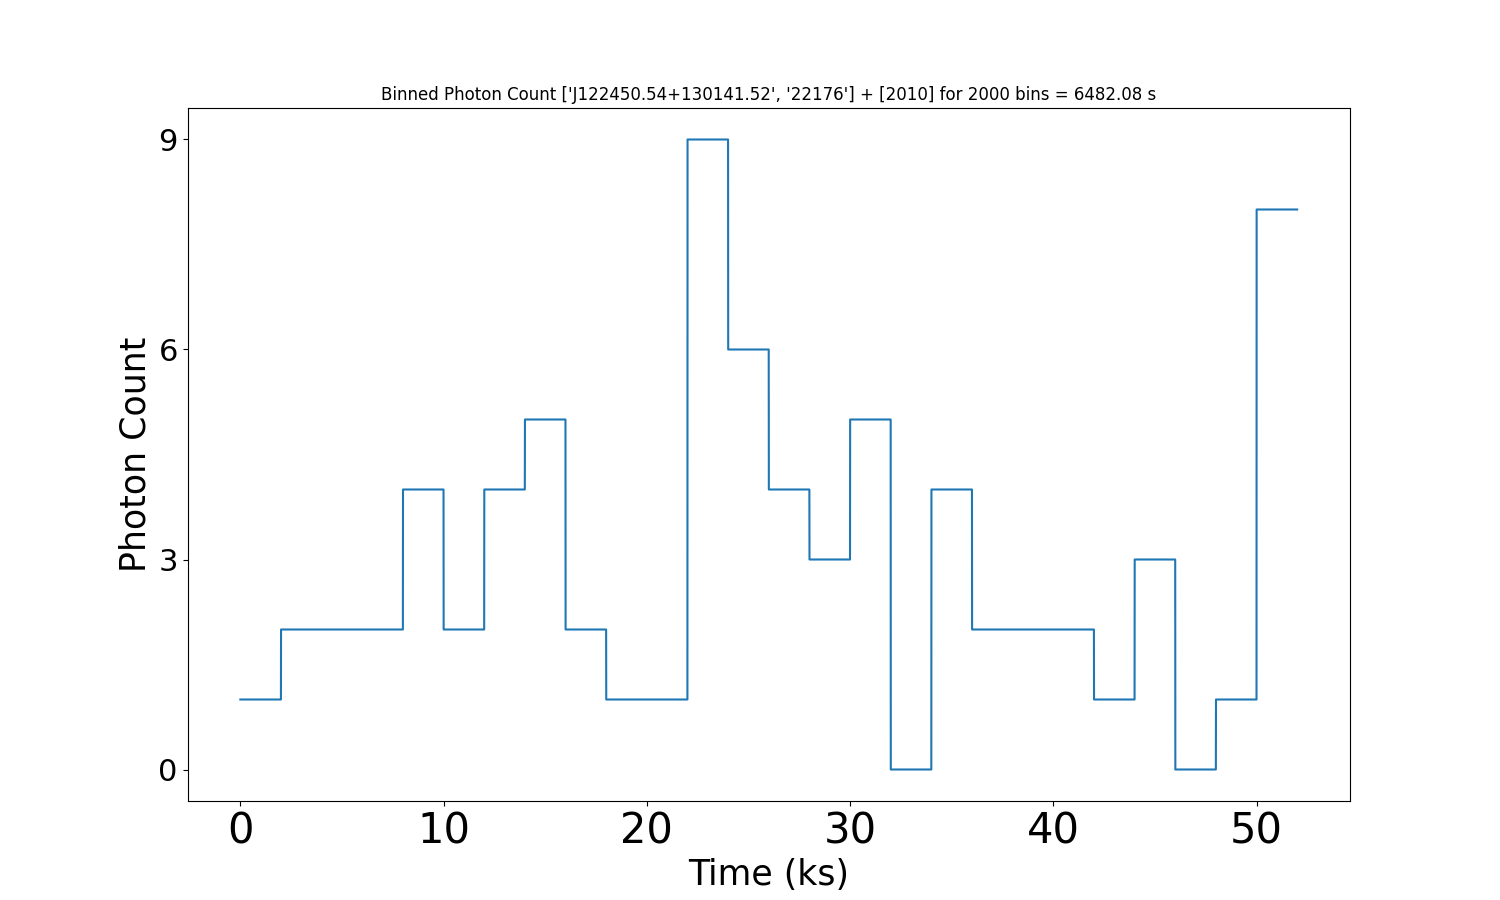 Binned Photon Count ['J122450.54+130141.52', '22176'] + [2010] for 2000 bins = 6482.08 s
9
6
3
0
Photon Count
0 10 20 30 40 50
Time (ks)